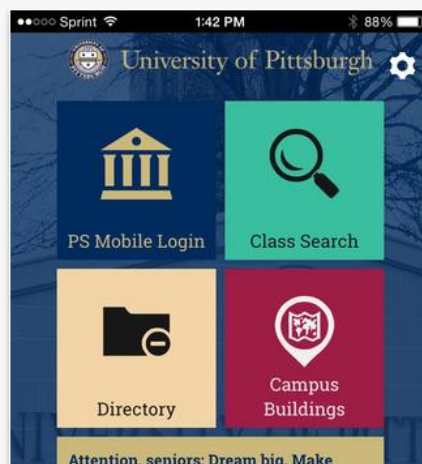 Sprint 1:42 PM 88%
University of Pittsburgh
PS Mobile Login
Class Search
Directory
Campus
Buildings
Attention, seniors: Dream big. Make